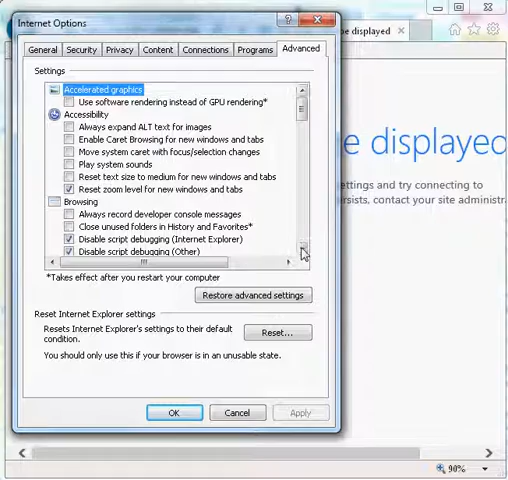 Internet Options
be displayed
General Security Privacy Content Connections Programs Advanced
Settings
Accelerated graphics
Use software rendering instead of GPU rendering*
Accessibility
Always expand ALT text for images
Enable Caret Browsing for new windows and tabs
Move system caret with focus/selection changes
Play system sounds
Reset text size to medium for new windows and tabs
Reset zoom level for new windows and tabs
Browsing
Always record developer console messages
Close unused folders in History and Favorites*
Disable script debugging (Internet Explorer)
Disable script debugging (Other)
*Takes effect after you restart your computer
Restore advanced settings
Reset Internet Explorer settings
Resets Internet Explorer's settings to their default
condition.
Reset...
You should only use this if your browser is in an unusable state.
OK Cancel Apply
e displayed
ettings and try connecting to
rsists, contact your site administra
90%